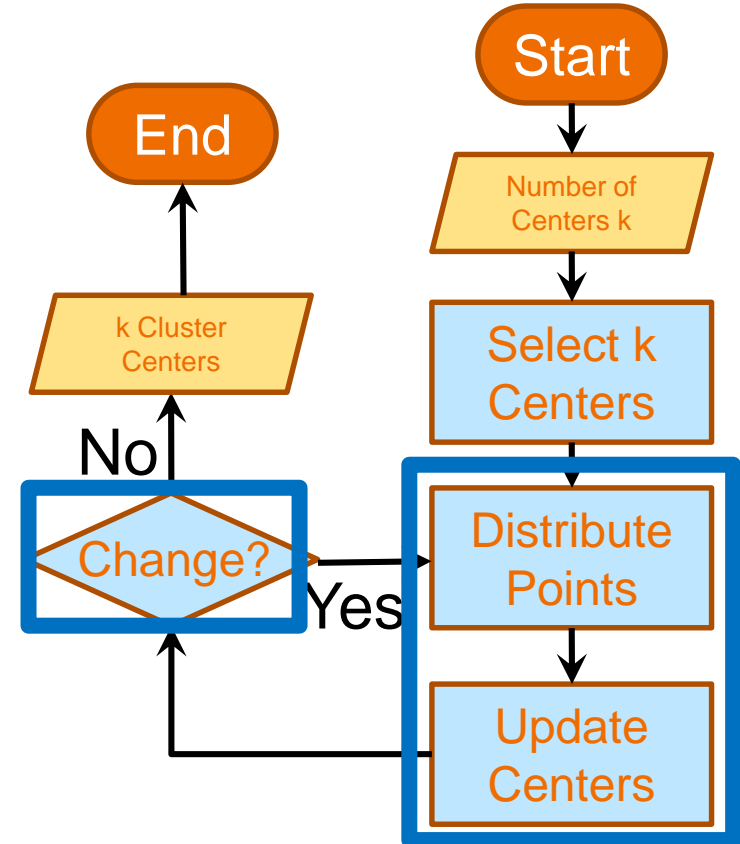 Start
Number of
Centers k
Select k
Centers
Distribute
Points
Update
Centers
Change?
Yes
No
k Cluster
Centers
End